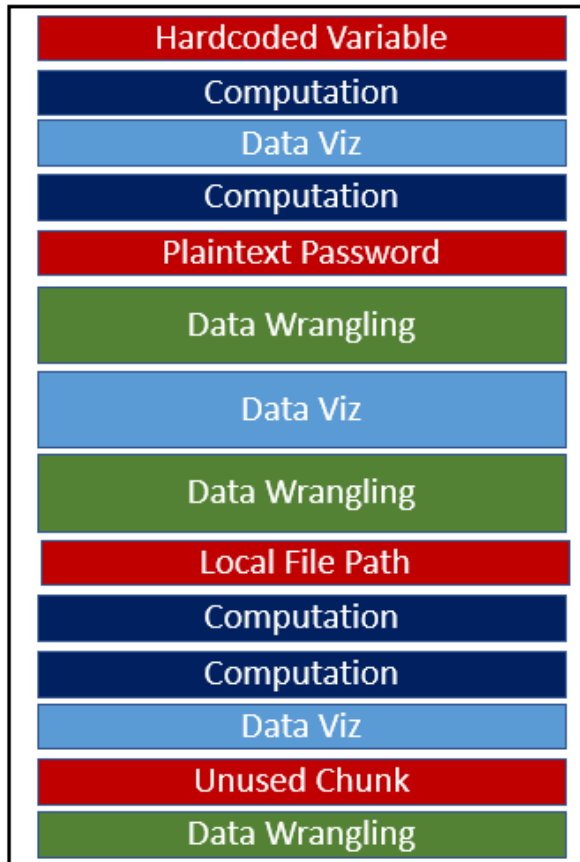 Hardcoded Variable
Computation
Data Viz
Computation
Plaintext Password
Data Wrangling
Data Viz
Data Wrangling
Local File Path
Computation
Computation
Data Viz
Unused Chunk
Data Wrangling